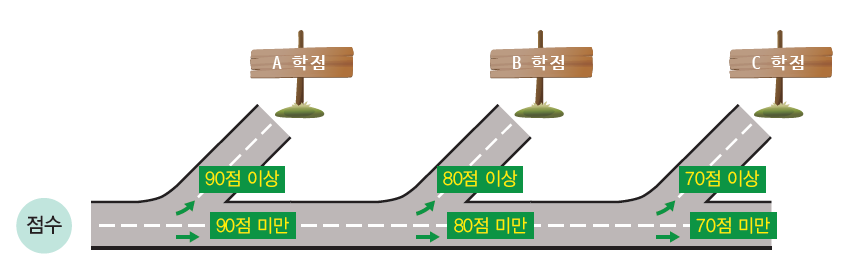 A 학점
B 학점
C 학점
90점 이상
80점 이상
70점 이상
점수
90점 미만
80점 미만
70점 미만